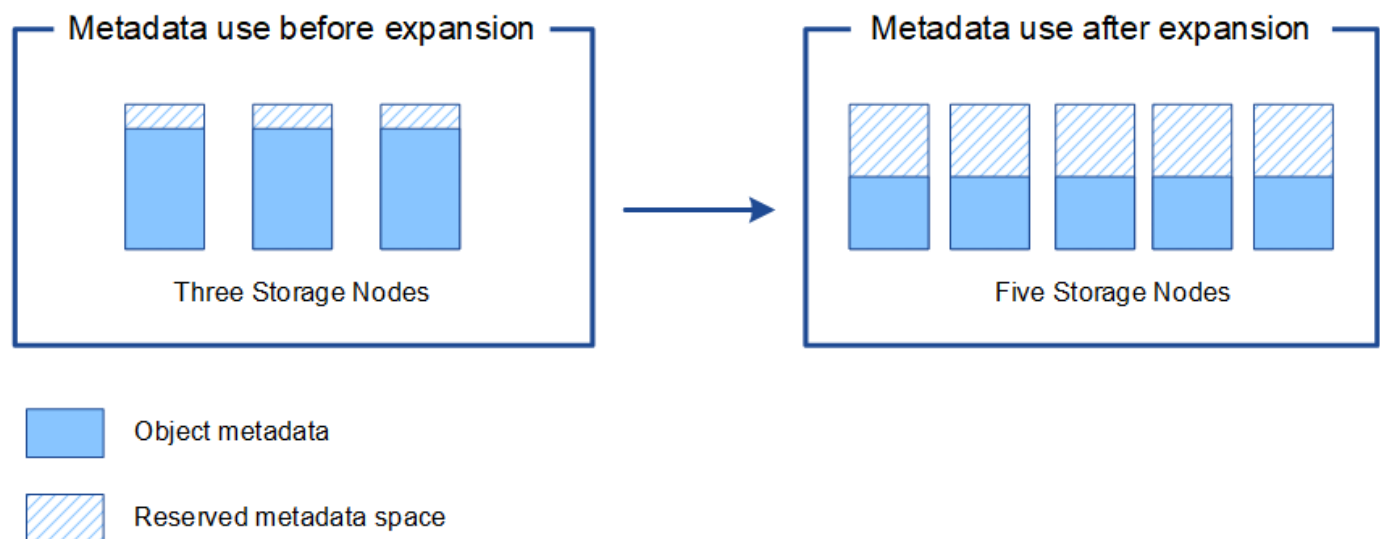 Metadata use before expansion
Metadata use after expansion
Three Storage Nodes
Five Storage Nodes
Object metadata
Reserved metadata space